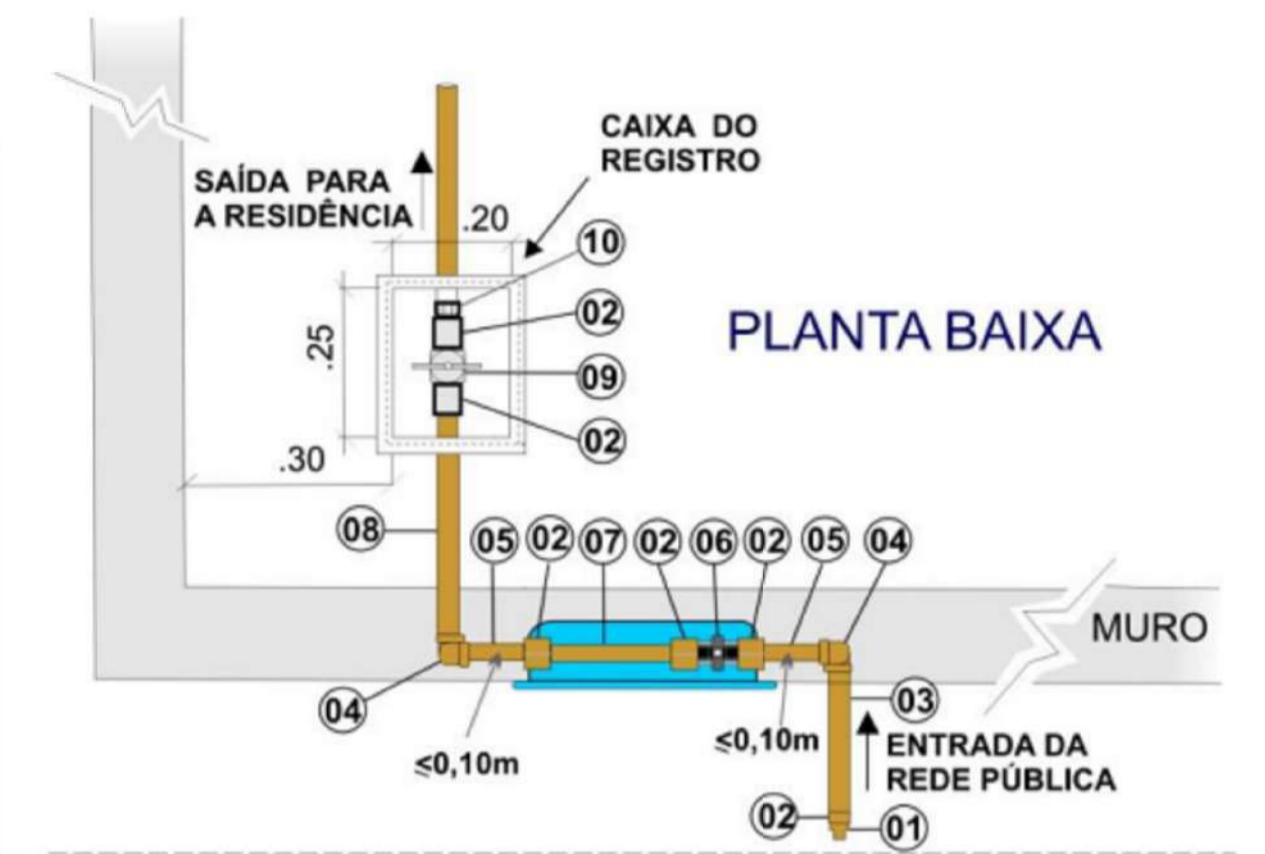 CAIXA DO
REGISTRO
SAÍDA PARA
A RESIDÊNCIA
.20
10
02
.25
PLANTA BAIXA
09
02
.30
08
05
02
07
02
06
02
05
04
MURO
04
03
≤0,10m
≤0,10m
ENTRADA DA
REDE PÚBLICA
02
01